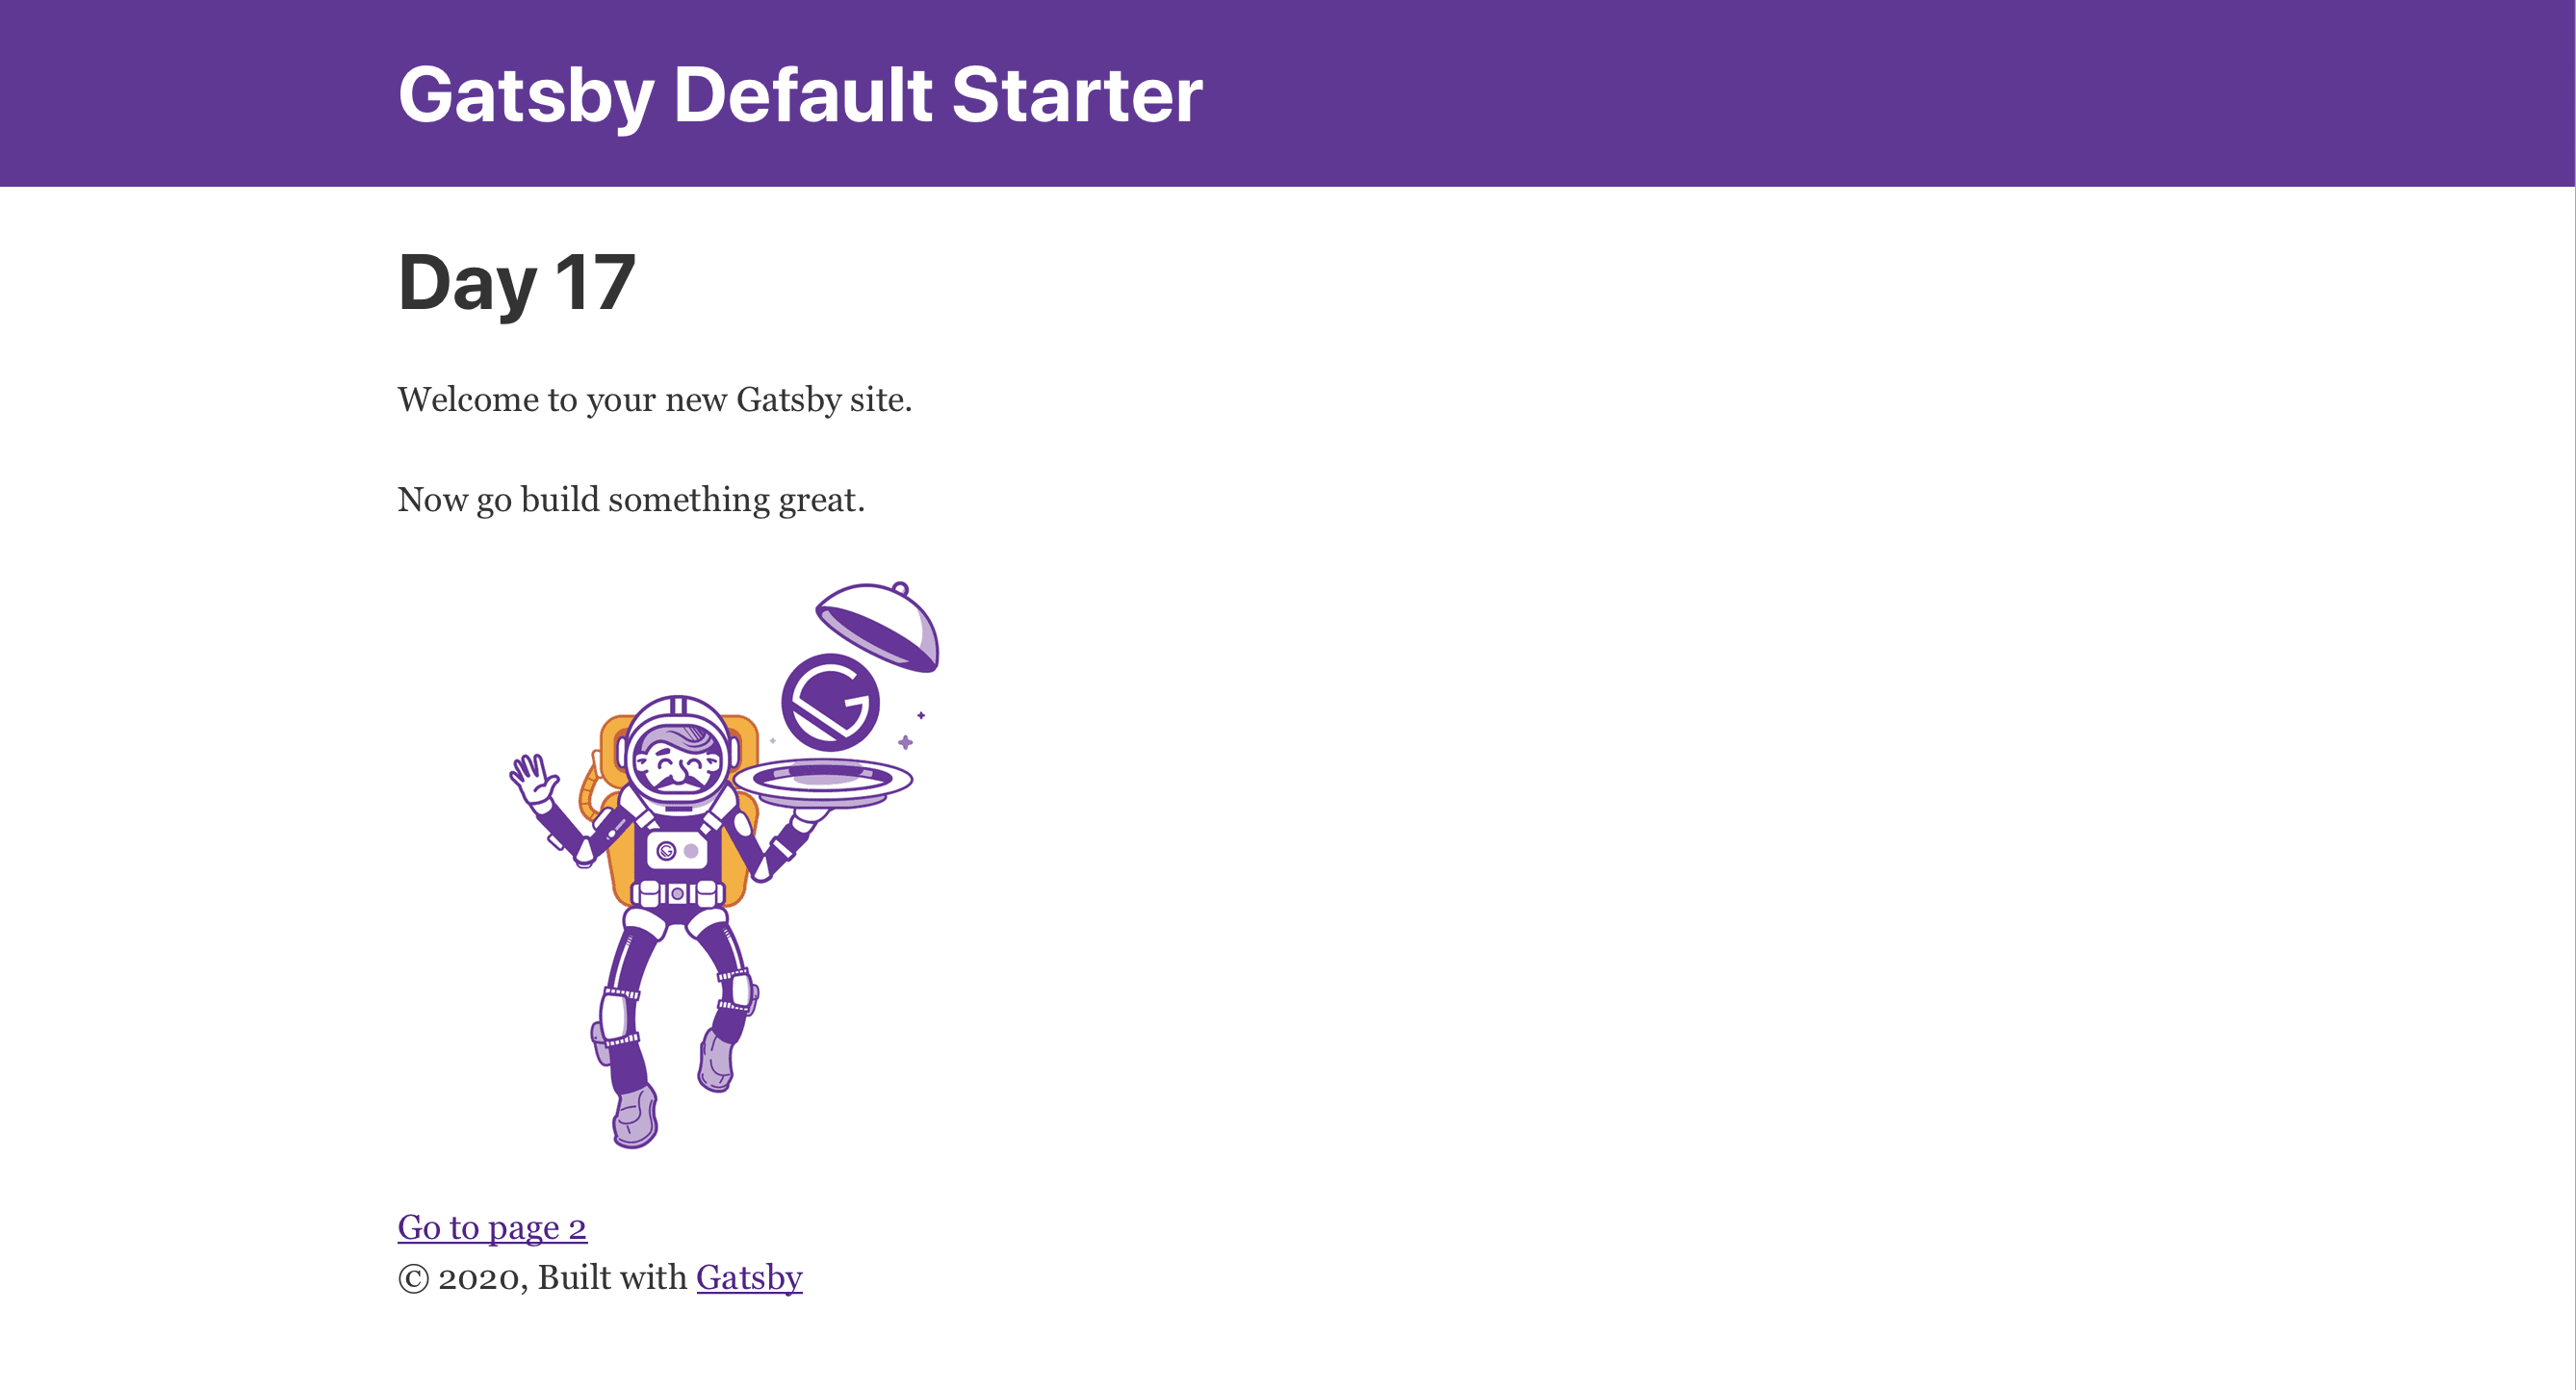 Gatsby Default Starter
Day 17
Welcome to your new Gatsby site.
Now go build something great.
Go to page 2
© 2020, Built with Gatsby